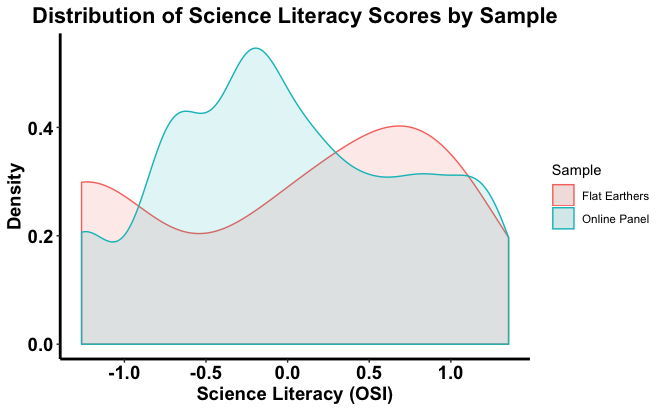 Distribution of Science Literacy Scores by Sample
Density
0.4
0.2
0.0
-1.0 -0.5 0.0 0.5 1.0
Science Literacy (OSI)
Sample
Flat Earthers
Online Panel